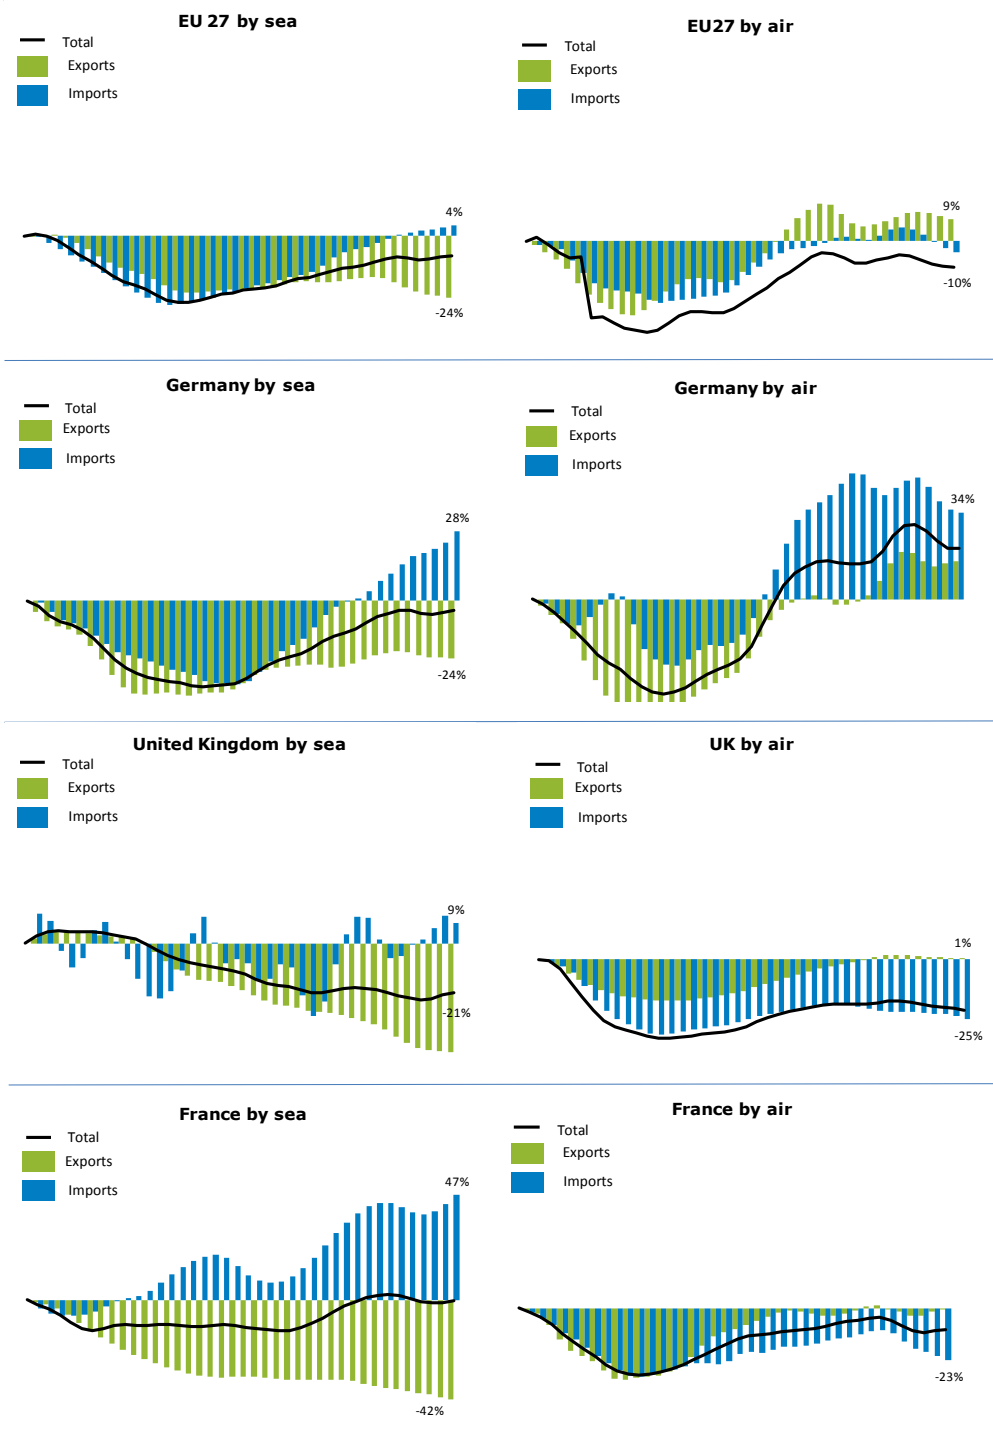 EU 27 by sea
Total
Exports
Imports
4%
-24%
EU27 by air
Total
Exports
Imports
9%
-10%
Germany by sea
Total
Exports
Imports
28%
-24%
Germany by air
Total
Exports
Imports
34%
United Kingdom by sea
Total
Exports
Imports
9%
-21%
UK by air
Total
Exports
Imports
1%
-25%
France by sea
Total
Exports
Imports
47%
-42%
France by air
Total
Exports
Imports
-23%